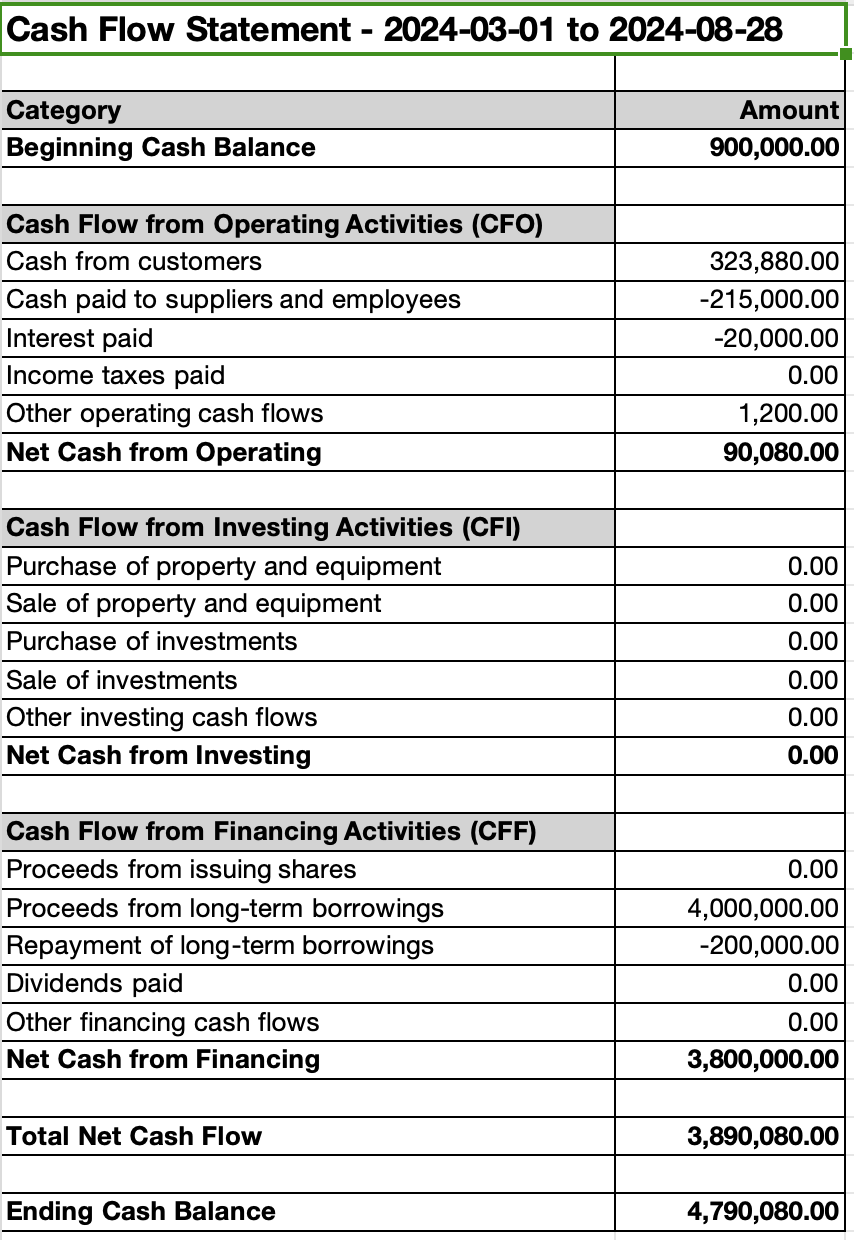 Cash Flow Statement - 2024-03-01 to 2024-08-28
Category Amount
Beginning Cash Balance 900,000.00
Cash Flow from Operating Activities (CFO)
Cash from customers 323,880.00
Cash paid to suppliers and employees -215,000.00
Interest paid -20,000.00
Income taxes paid 0.00
Other operating cash flows 1,200.00
Net Cash from Operating 90,080.00
Cash Flow from Investing Activities (CFI)
Purchase of property and equipment 0.00
Sale of property and equipment 0.00
Purchase of investments 0.00
Sale of investments 0.00
Other investing cash flows 0.00
Net Cash from Investing 0.00
Cash Flow from Financing Activities (CFF)
Proceeds from issuing shares 0.00
Proceeds from long-term borrowings 4,000,000.00
Repayment of long-term borrowings -200,000.00
Dividends paid 0.00
Other financing cash flows 0.00
Net Cash from Financing 3,800,000.00
Total Net Cash Flow 3,890,080.00
Ending Cash Balance 4,790,080.00